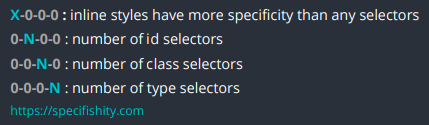 X-0-0-0 : inline styles have more specificity than any selectors
0-N-0-0 : number of id selectors
0-0-N-0 : number of class selectors
0-0-0-N : number of type selectors
https://specifishity.com